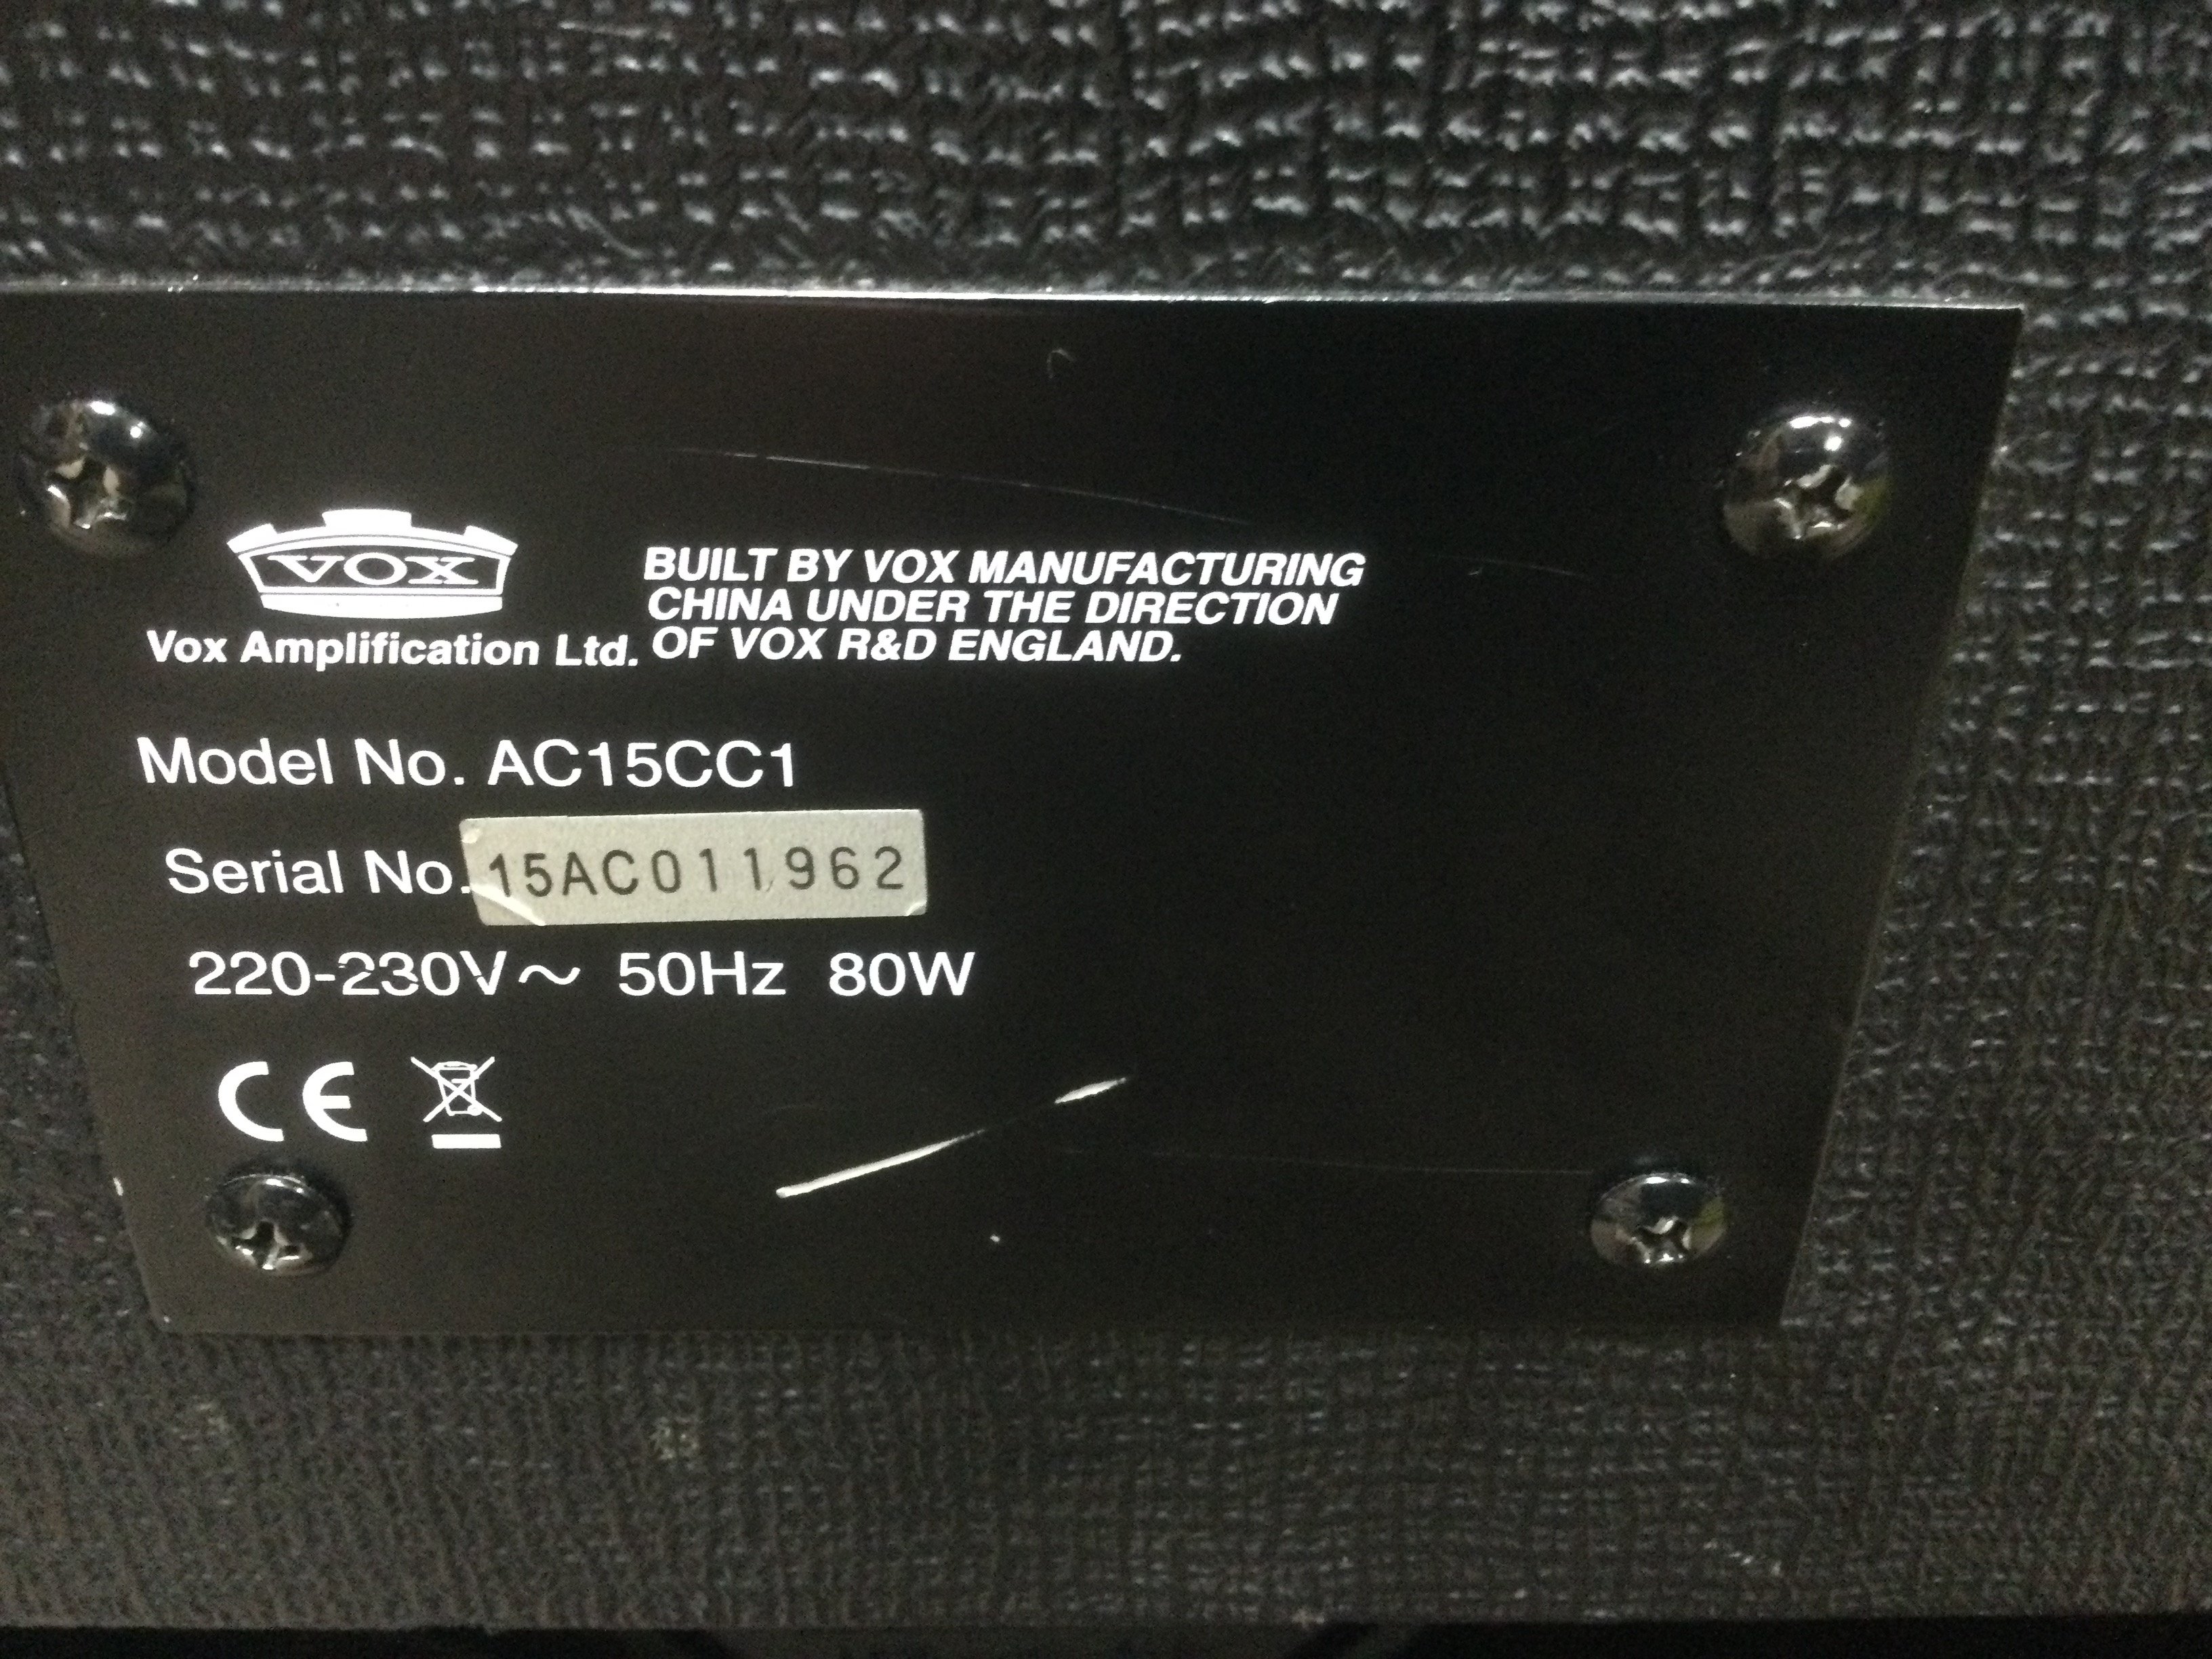 VOX
Vox Amplification Ltd.
BUILT BY VOX MANUFACTURING
CHINA UNDER THE DIRECTION
OF VOX R&D ENGLAND.
Model No. AC15CC1
Serial No. 15AC011962
220-230V~ 50Hz 80W
CE